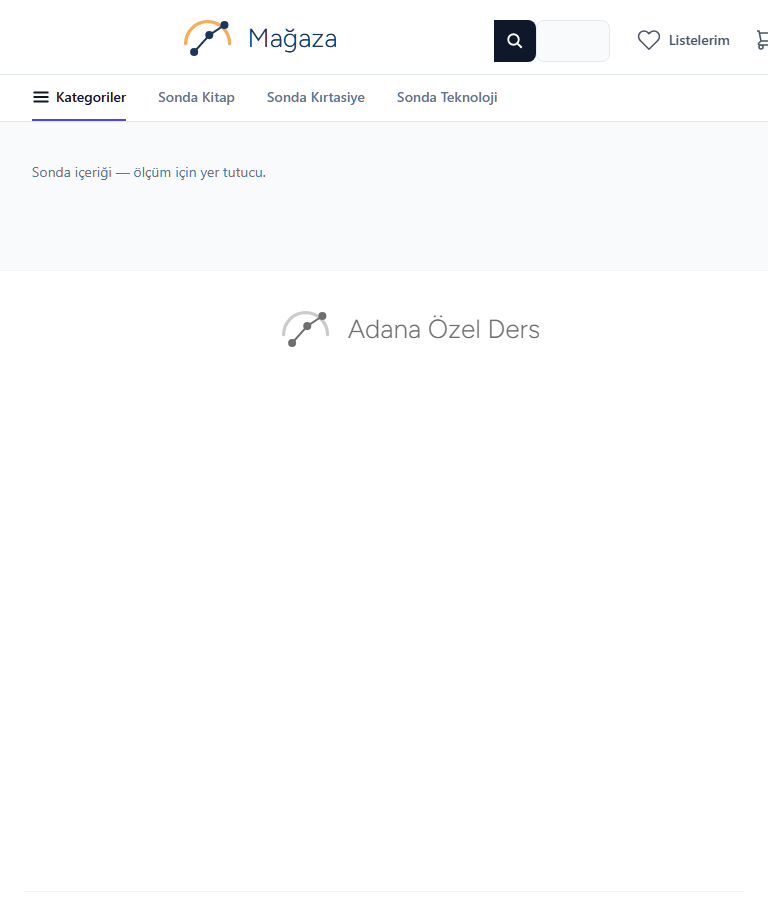 Mağaza
Listelerim
Kategoriler
Sonda Kitap
Sonda Kırtasiye
Sonda Teknoloji
Sonda içeriği — ölçüm için yer tutucu.
Adana Özel Ders